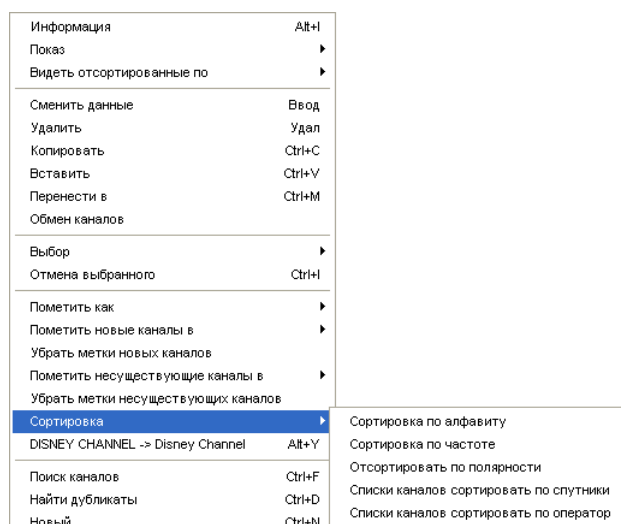 Информация Alt+I
Показ
Видеть отсортированные по
Сменить данные Ввод
Удалить Удал
Копировать Ctrl+C
Вставить Ctrl+V
Перенести в Ctrl+M
Обмен каналов
Выбор
Отмена выбранного Ctrl+I
Пометить как
Пометить новые каналы в
Убрать метки новых каналов
Пометить несуществующие каналы в
Убрать метки несуществующих каналов
Сортировка
DISNEY CHANNEL -> Disney Channel Alt+Y
Поиск каналов Ctrl+F
Найти дубликаты Ctrl+D
Новый Ctrl+N
Сортировка по алфавиту
Сортировка по частоте
Отсортировать по полярности
Списки каналов сортировать по спутники
Списки каналов сортировать по оператор